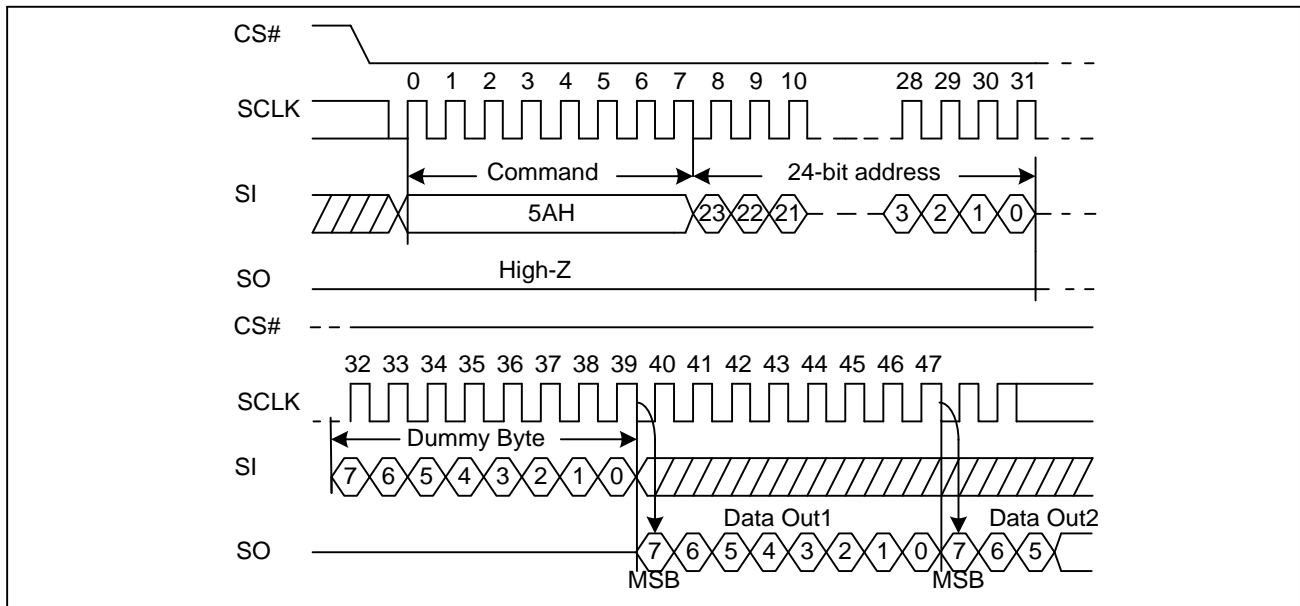 CS#
0 1 2 3 4 5 6 7 8 9 10 28 29 30 31
SCLK
Command 24-bit address
SI
5AH 23 22 21 3 2 1 0
High-Z
SO
CS#
32 33 34 35 36 37 38 39 40 41 42 43 44 45 46 47
SCLK
Dummy Byte
SI
7 6 5 4 3 2 1 0
Data Out1 Data Out2
SO
7 6 5 4 3 2 1 0 7 6 5
MSB MSB